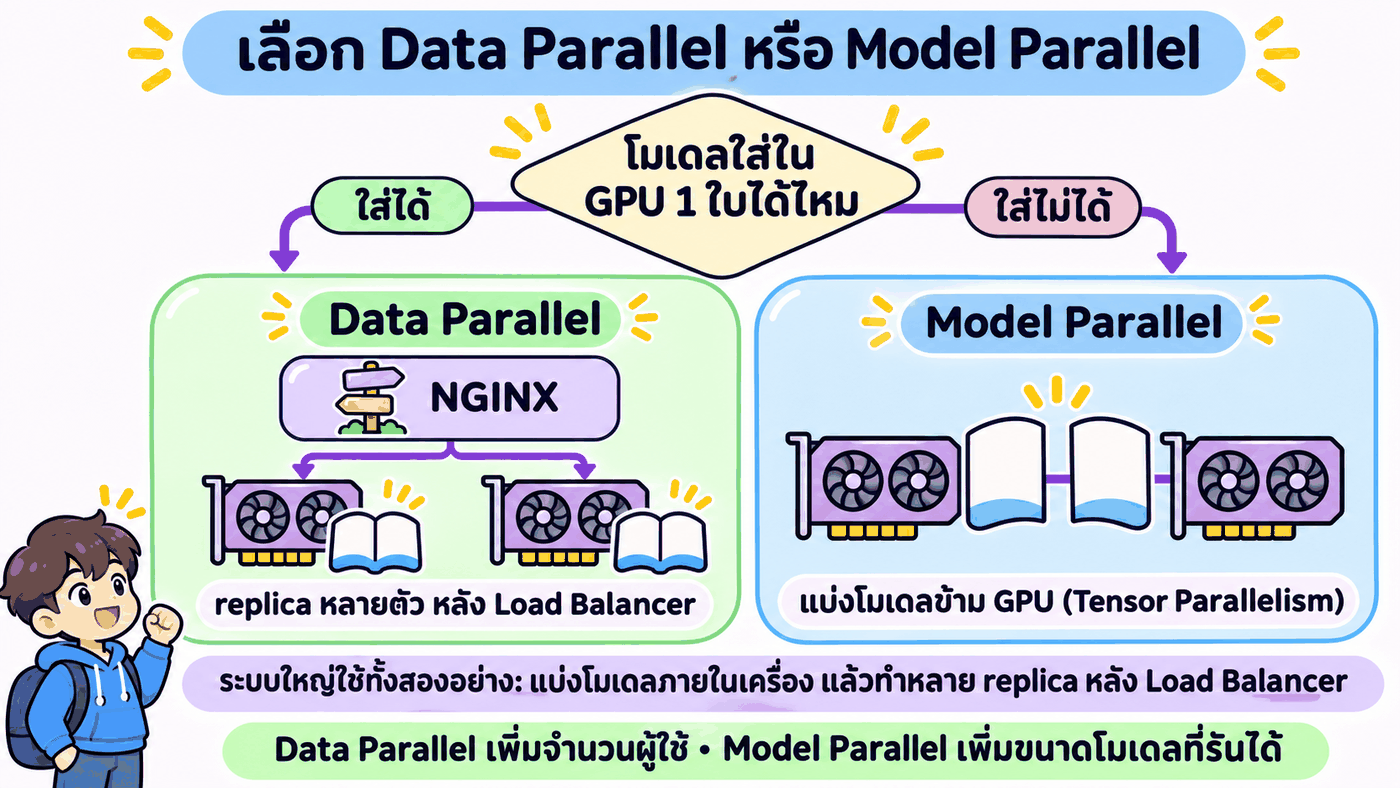 เลือก Data Parallel หรือ Model Parallel
โมเดลใส่ใน
GPU 1 ใบได้ไหม
ใส่ได้
ใส่ไม่ได้
Data Parallel
NGINX
replica หลายตัว หลัง Load Balancer
Model Parallel
แบ่งโมเดลข้าม GPU (Tensor Parallelism)
ระบบใหญ่ใช้ทั้งสองอย่าง: แบ่งโมเดลภายในเครื่อง แล้วทำหลาย replica หลัง Load Balancer
Data Parallel เพิ่มจำนวนผู้ใช้ • Model Parallel เพิ่มขนาดโมเดลที่รันได้